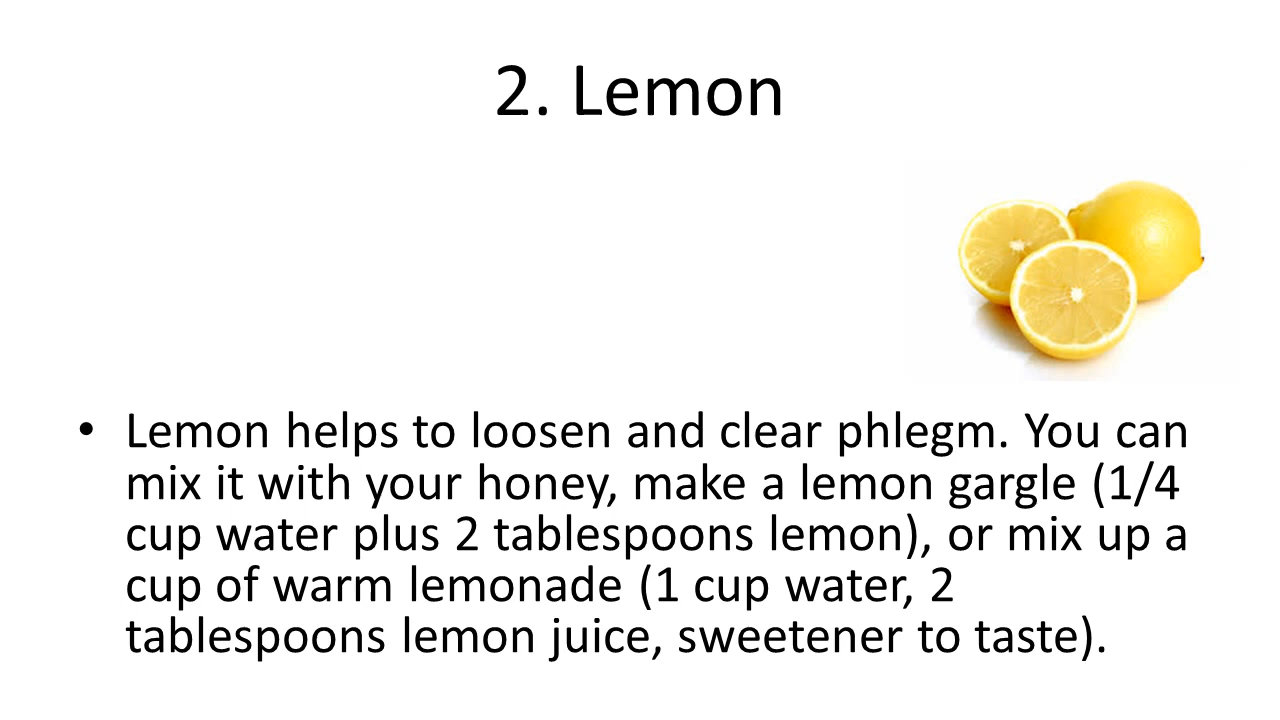 2. Lemon
• Lemon helps to loosen and clear phlegm. You can
mix it with your honey, make a lemon gargle (1/4
cup water plus 2 tablespoons lemon), or mix up a
cup of warm lemonade (1 cup water, 2
tablespoons lemon juice, sweetener to taste).